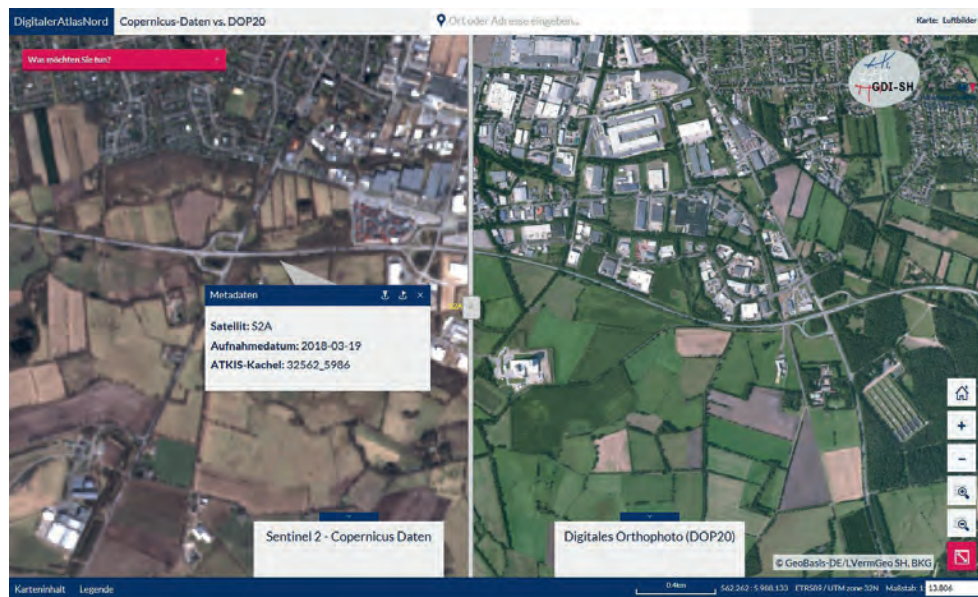 DigitalerAtlasNord
Copernicus-Daten vs. DOP20
Ort oder Adresse eingeben...
Karte: Luftbilder
Was möchten Sie tun?
GDI-SH
Metadaten
Satellit: S2A
Aufnahmedatum: 2018-03-19
ATKIS-Kachel: 32562_5986
Sentinel 2 - Copernicus Daten
Digitales Orthophoto (DOP20)
© GeoBasis-DE/LVermGeo SH, BKG
Karteninhalt
Legende
0.4km
562.262 : 5.988.133
ETRS89 / UTM zone 32N
Maßstab: 1:
13.806